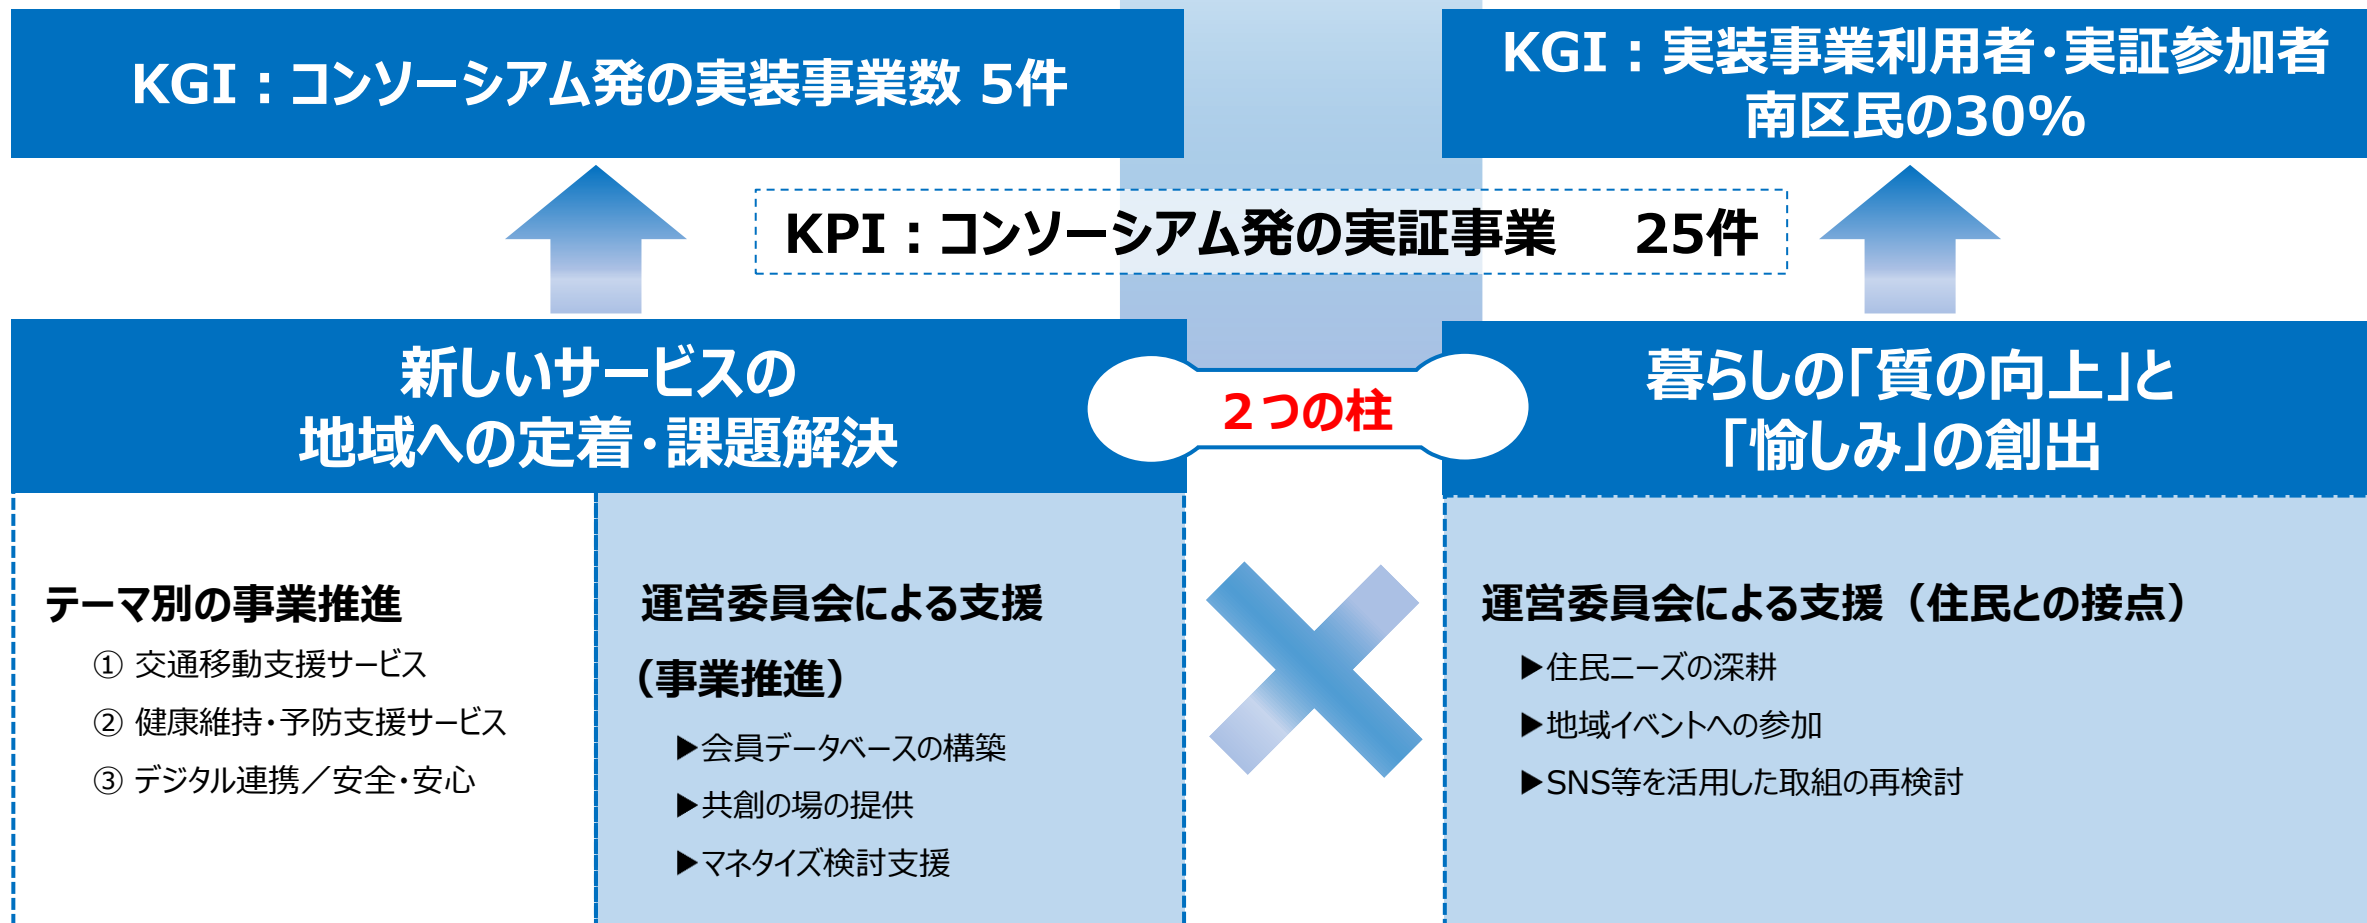 KGI：コンソーシアム発の実装事業数 5件
KGI：実装事業利用者・実証参加者
南区民の30%
KPI：コンソーシアム発の実証事業　25件
新しいサービスの
地域への定着・課題解決
２つの柱
暮らしの「質の向上」と
「愉しみ」の創出
テーマ別の事業推進
① 交通移動支援サービス
② 健康維持・予防支援サービス
③ デジタル連携／安全・安心
運営委員会による支援
（事業推進）
▶会員データベースの構築
▶共創の場の提供
▶マネタイズ検討支援
運営委員会による支援（住民との接点）
▶住民ニーズの深耕
▶地域イベントへの参加
▶SNS等を活用した取組の再検討